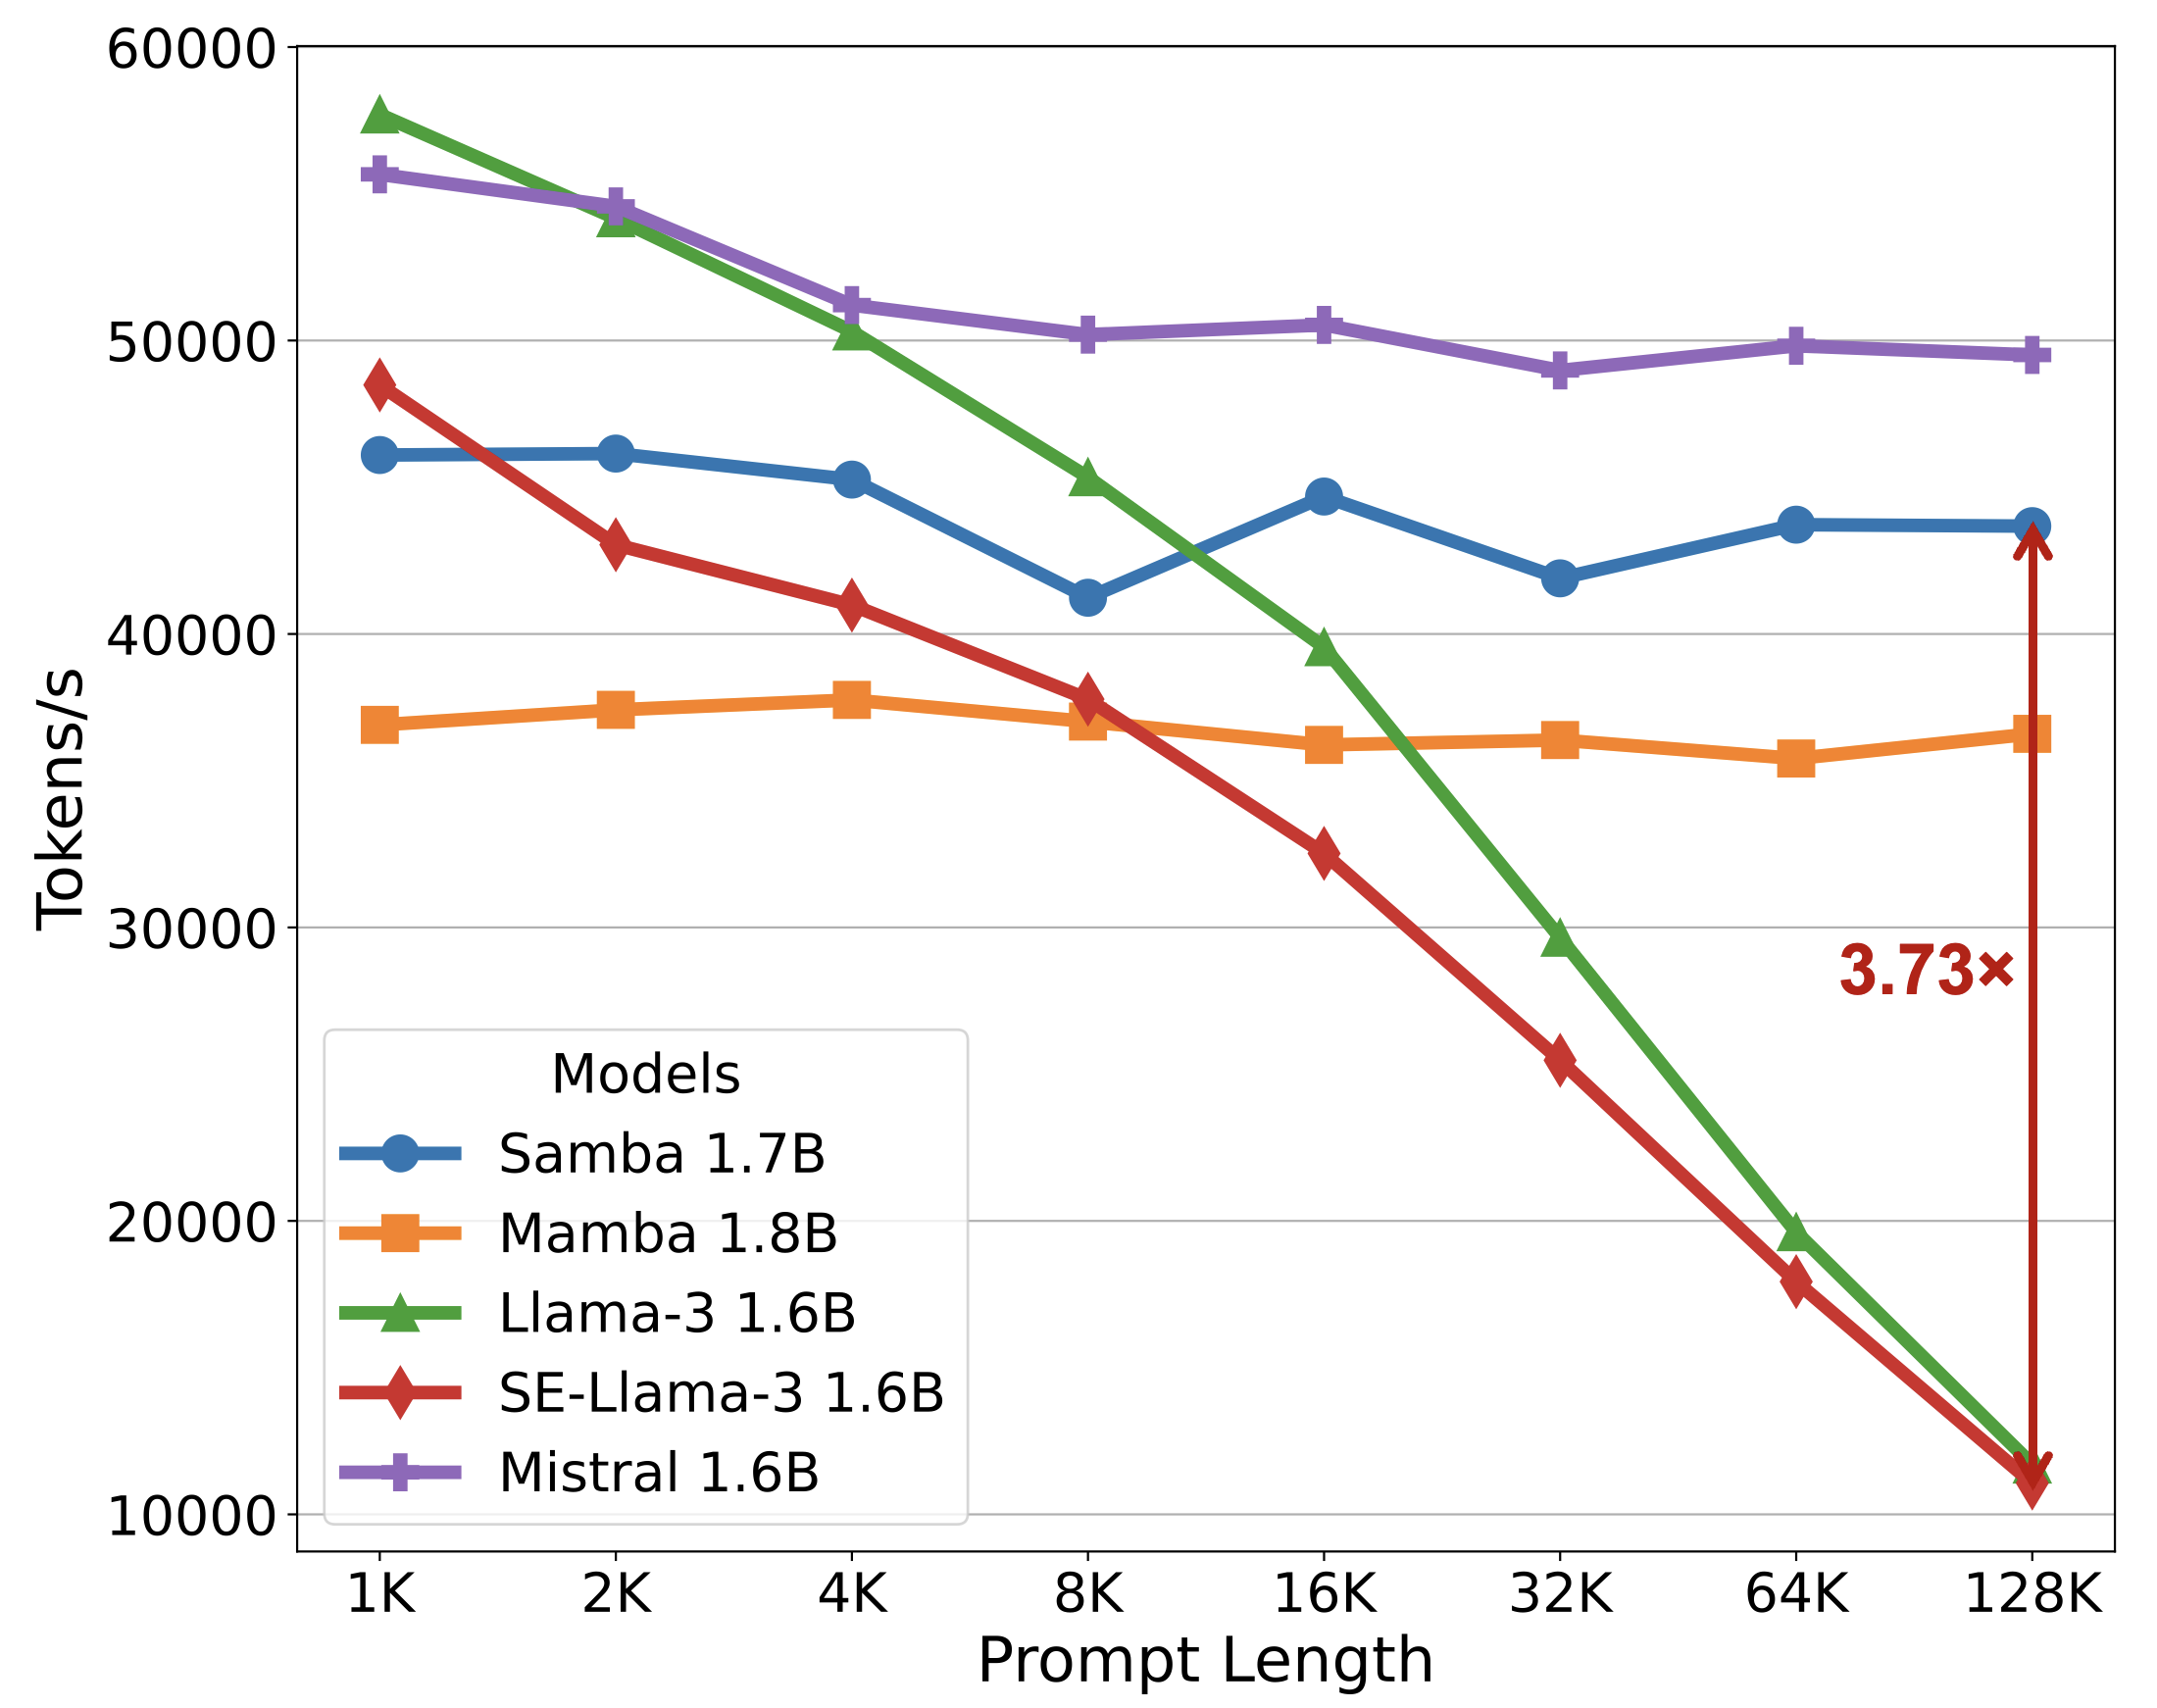 60000
50000
40000
30000
20000
10000
Tokens/s
3.73×
Models
Samba 1.7B
Mamba 1.8B
Llama-3 1.6B
SE-Llama-3 1.6B
Mistral 1.6B
1K 2K 4K 8K 16K 32K 64K 128K
Prompt Length